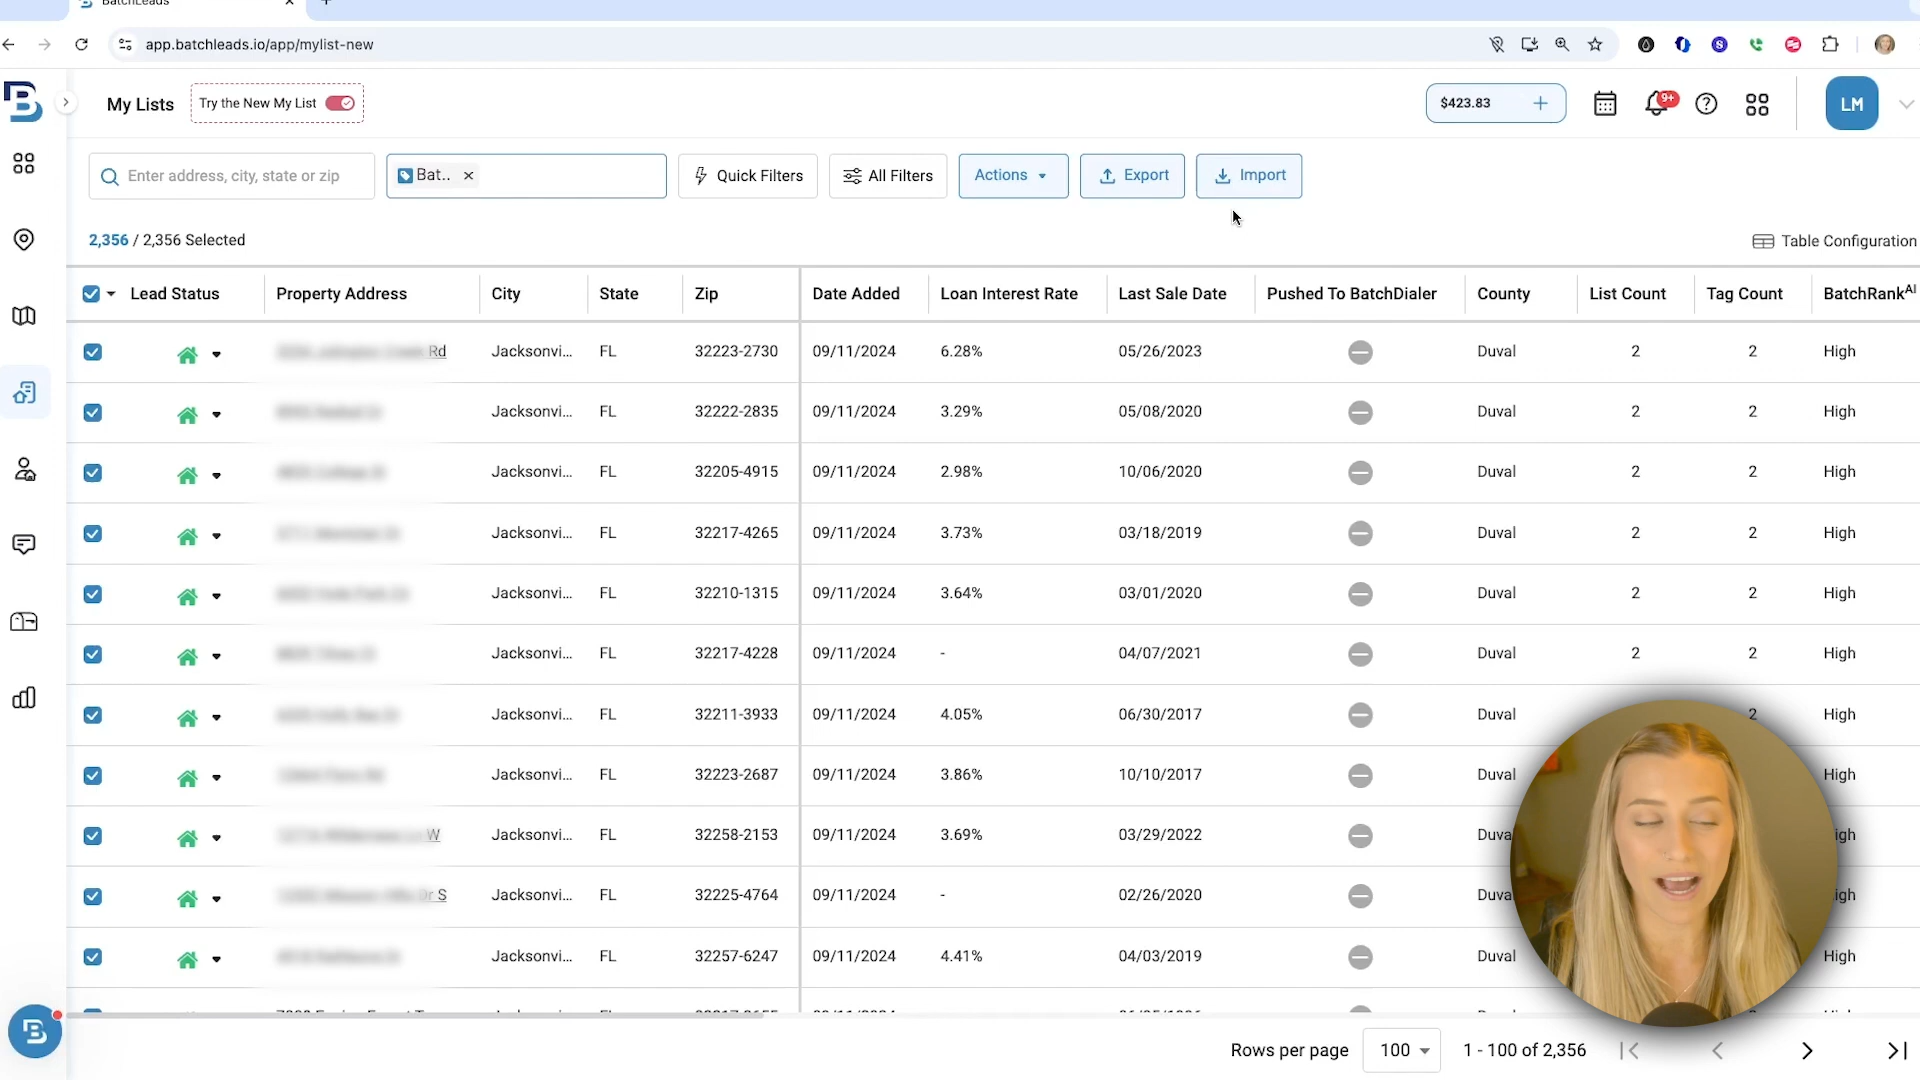 BatchLeads
app.batchleads.io/app/mylist-new
My Lists
Try the New My List
$423.83
9+
LM
Enter address, city, state or zip
Bat..
Quick Filters
All Filters
Actions
Export
Import
2,356 / 2,356 Selected
Table Configuration
Lead Status Property Address City State Zip Date Added Loan Interest Rate Last Sale Date Pushed To BatchDialer County List Count Tag Count BatchRankAI
Rd Jacksonvi... FL 32223-2730 09/11/2024 6.28% 05/26/2023 Duval 2 2 High
Jacksonvi... FL 32222-2835 09/11/2024 3.29% 05/08/2020 Duval 2 2 High
Jacksonvi... FL 32205-4915 09/11/2024 2.98% 10/06/2020 Duval 2 2 High
Jacksonvi... FL 32217-4265 09/11/2024 3.73% 03/18/2019 Duval 2 2 High
Jacksonvi... FL 32210-1315 09/11/2024 3.64% 03/01/2020 Duval 2 2 High
Jacksonvi... FL 32217-4228 09/11/2024 - 04/07/2021 Duval 2 2 High
Jacksonvi... FL 32211-3933 09/11/2024 4.05% 06/30/2017 Duval 2 High
Jacksonvi... FL 32223-2687 09/11/2024 3.86% 10/10/2017 Duval High
W Jacksonvi... FL 32258-2153 09/11/2024 3.69% 03/29/2022 Duva igh
Dr S Jacksonvi... FL 32225-4764 09/11/2024 - 02/26/2020 Duva igh
Jacksonvi... FL 32257-6247 09/11/2024 4.41% 04/03/2019 Duval High
Rows per page 100 1 - 100 of 2,356